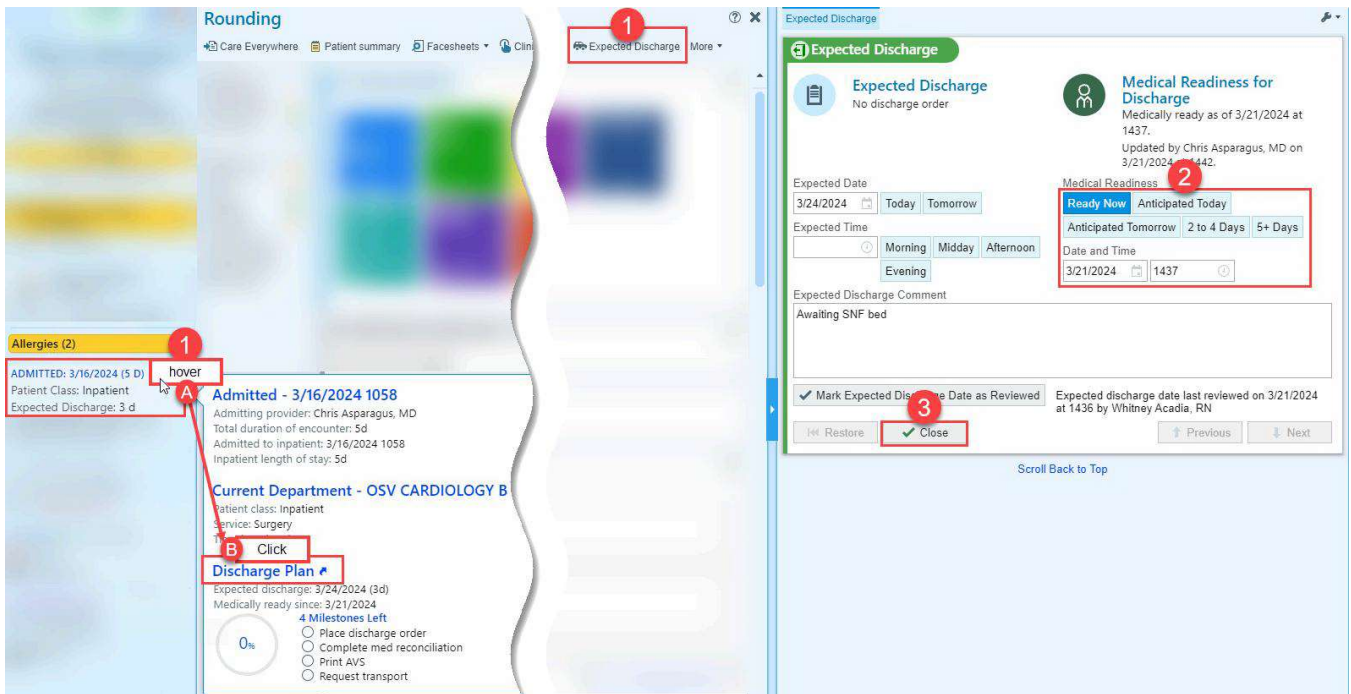 Rounding
Care Everywhere Patient summary Facesheets Clini
1
Expected Discharge More
Allergies (2)
1
ADMITTED: 3/16/2024 (5 D)
hover
Patient Class: Inpatient
A
Expected Discharge: 3 d
Admitted - 3/16/2024 1058
Admitting provider: Chris Asparagus, MD
Total duration of encounter: 5d
Admitted to inpatient: 3/16/2024 1058
Inpatient length of stay: 5d
Current Department - OSV CARDIOLOGY B
Patient class: Inpatient
Service: Surgery
B Click
Discharge Plan
Expected discharge: 3/24/2024 (3d)
Medically ready since: 3/21/2024
4 Milestones Left
0%
Place discharge order
Complete med reconciliation
Print AVS
Request transport
Expected Discharge
Expected Discharge
Expected Discharge
No discharge order
Medical Readiness for
Discharge
Medically ready as of 3/21/2024 at
1437.
Updated by Chris Asparagus, MD on
3/21/2024 1442.
Expected Date
3/24/2024 Today Tomorrow
Expected Time
Morning Midday Afternoon
Evening
2
Medical Readiness
Ready Now Anticipated Today
Anticipated Tomorrow 2 to 4 Days 5+ Days
Date and Time
3/21/2024 1437
Expected Discharge Comment
Awaiting SNF bed
Mark Expected Date as Reviewed
Expected discharge date last reviewed on 3/21/2024
at 1436 by Whitney Acadia, RN
3
Restore Close Previous Next
Scroll Back to Top